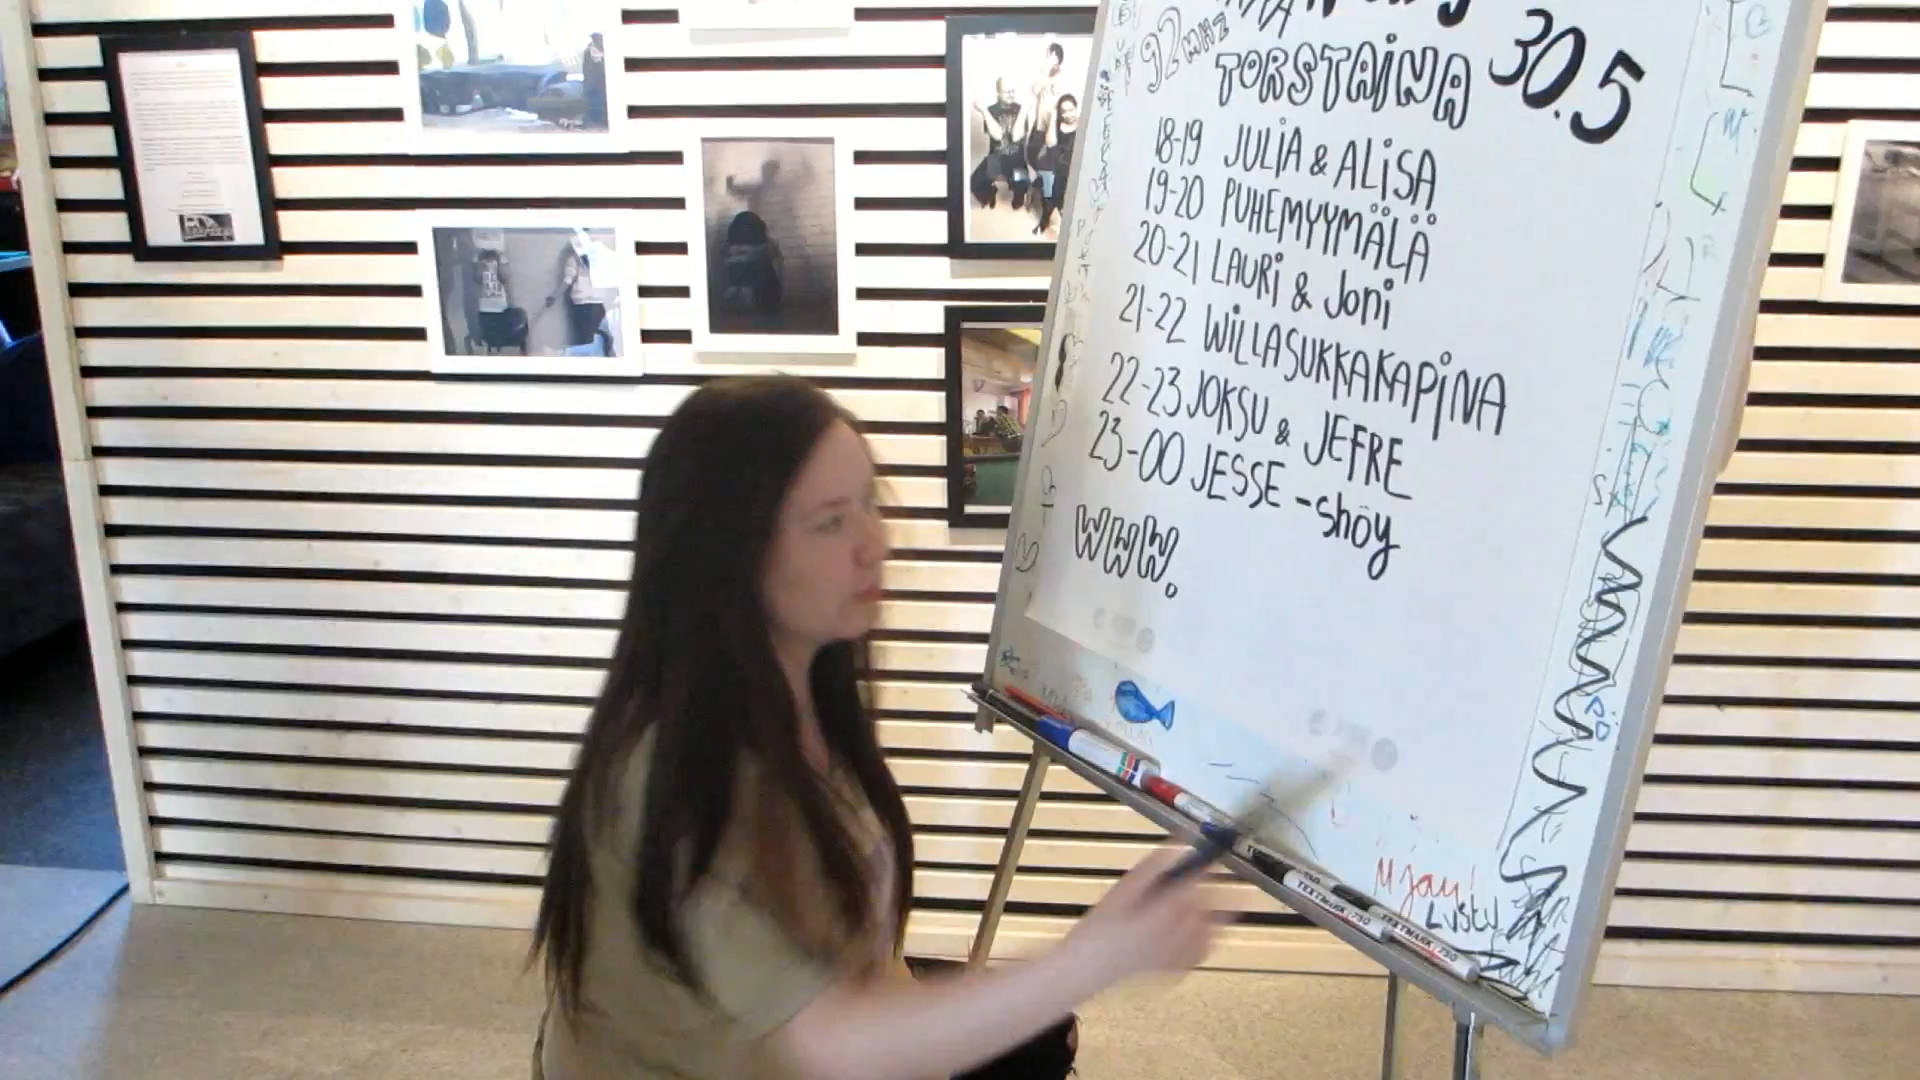 92 MHZ
TORSTAINA 30.5
18-19 JULIA & ALISA
19-20 PUHEMYYMÄLÄ
20-21 LAURI & JONI
21-22 WILLASUKKAKAPINA
22-23 JOKSU & JEFRE
23-00 JESSE -shöy
WWW.
Mjau!
TEXTMARK 750
TEXTMARK 750